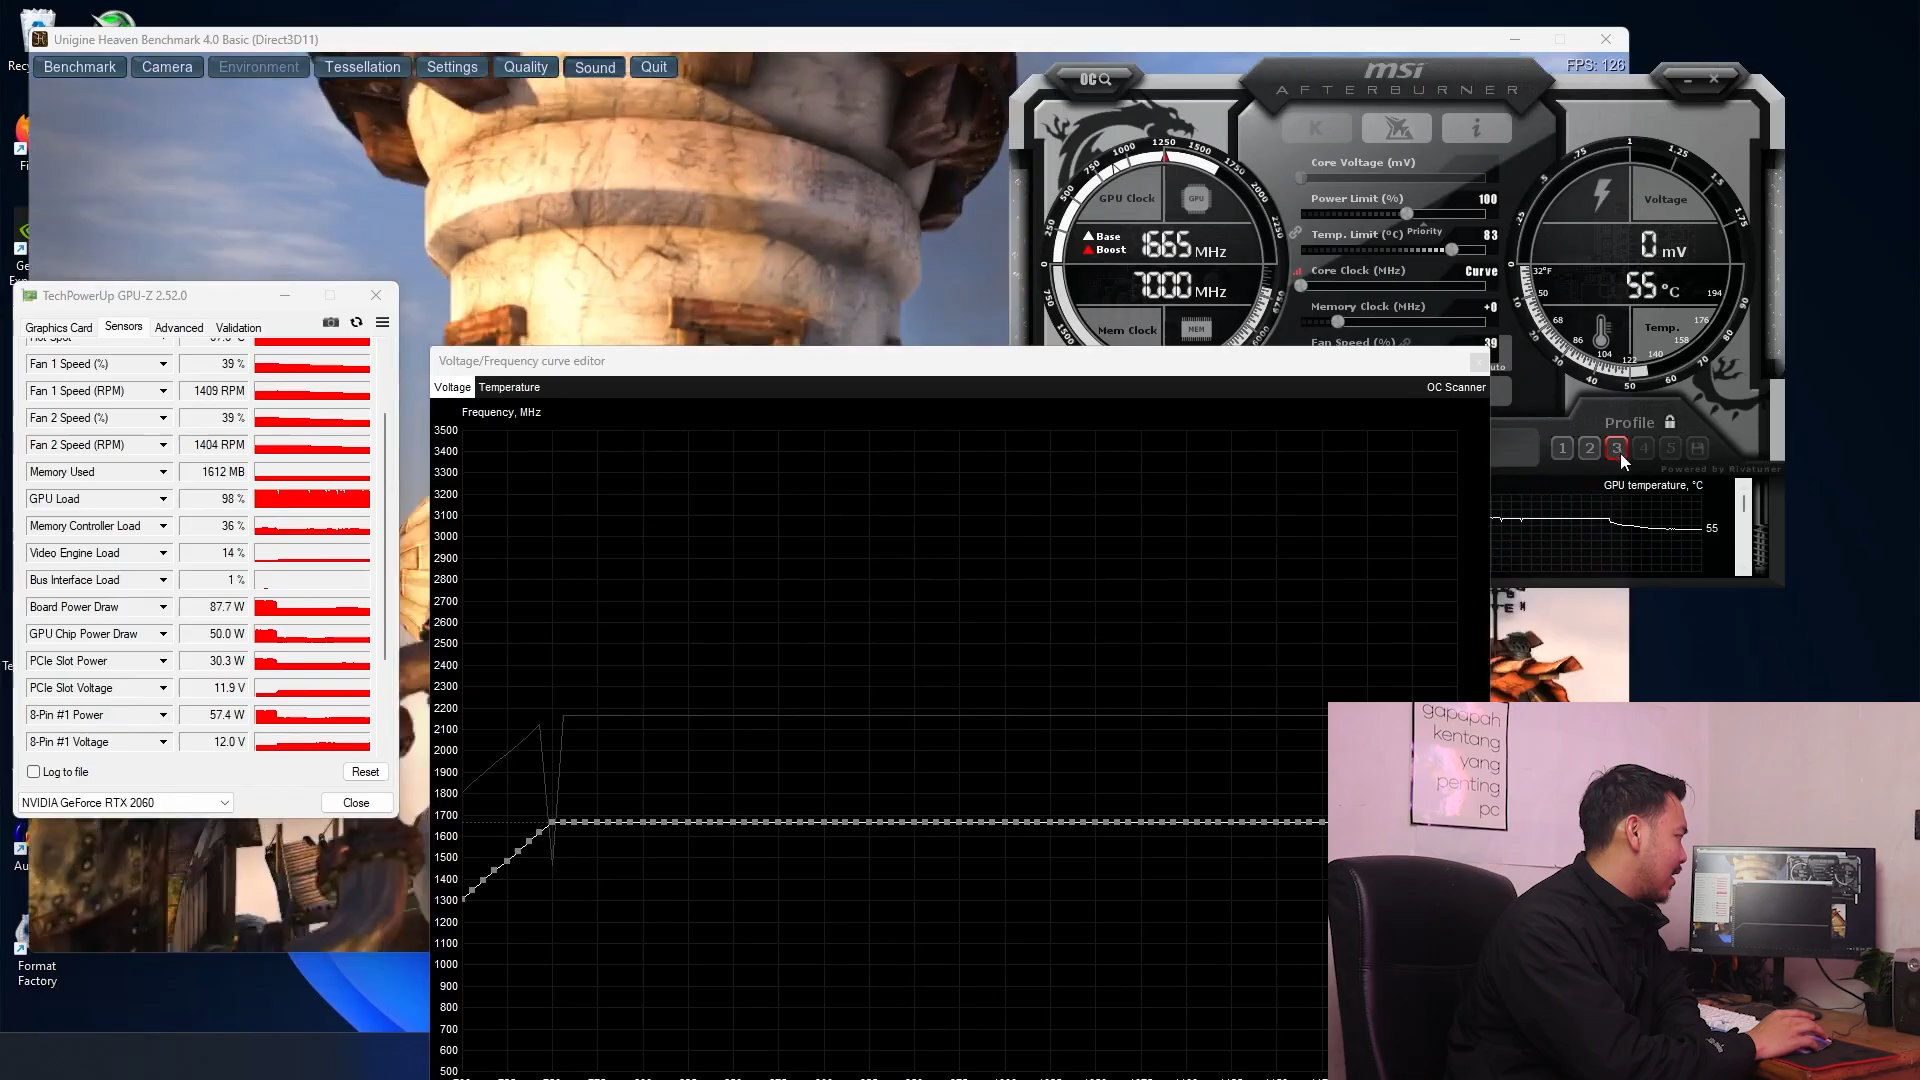 Unigine Heaven Benchmark 4.0 Basic (Direct3D11)
Benchmark
Camera
Environment
Tessellation
Settings
Quality
Sound
Quit
FPS: 126
OC
msi
AFTERBURNER
K
i
GPU Clock
GPU
Base
Boost
1665 MHz
7000 MHz
Mem Clock
MEM
Core Voltage (mV)
Power Limit (%)
100
Temp. Limit (°C)
Priority
83
Core Clock (MHz)
Curve
Memory Clock (MHz)
+0
Fan Speed (%)
39
Voltage
0 mV
55 °C
Temp.
Profile
1 2 3 4 5
Powered by Rivatuner
GPU temperature, °C
55
TechPowerUp GPU-Z 2.52.0
Graphics Card
Sensors
Advanced
Validation
Fan 1 Speed (%)
39 %
Fan 1 Speed (RPM)
1409 RPM
Fan 2 Speed (%)
39 %
Fan 2 Speed (RPM)
1404 RPM
Memory Used
1612 MB
GPU Load
98 %
Memory Controller Load
36 %
Video Engine Load
14 %
Bus Interface Load
1 %
Board Power Draw
87.7 W
GPU Chip Power Draw
50.0 W
PCIe Slot Power
30.3 W
PCIe Slot Voltage
11.9 V
8-Pin #1 Power
57.4 W
8-Pin #1 Voltage
12.0 V
Log to file
Reset
NVIDIA GeForce RTX 2060
Close
Voltage/Frequency curve editor
Voltage
Temperature
OC Scanner
Frequency, MHz
3500
3400
3300
3200
3100
3000
2900
2800
2700
2600
2500
2400
2300
2200
2100
2000
1900
1800
1700
1600
1500
1400
1300
1200
1100
1000
900
800
700
600
500
gapapah
kentang
yang
penting
pc
Format
Factory